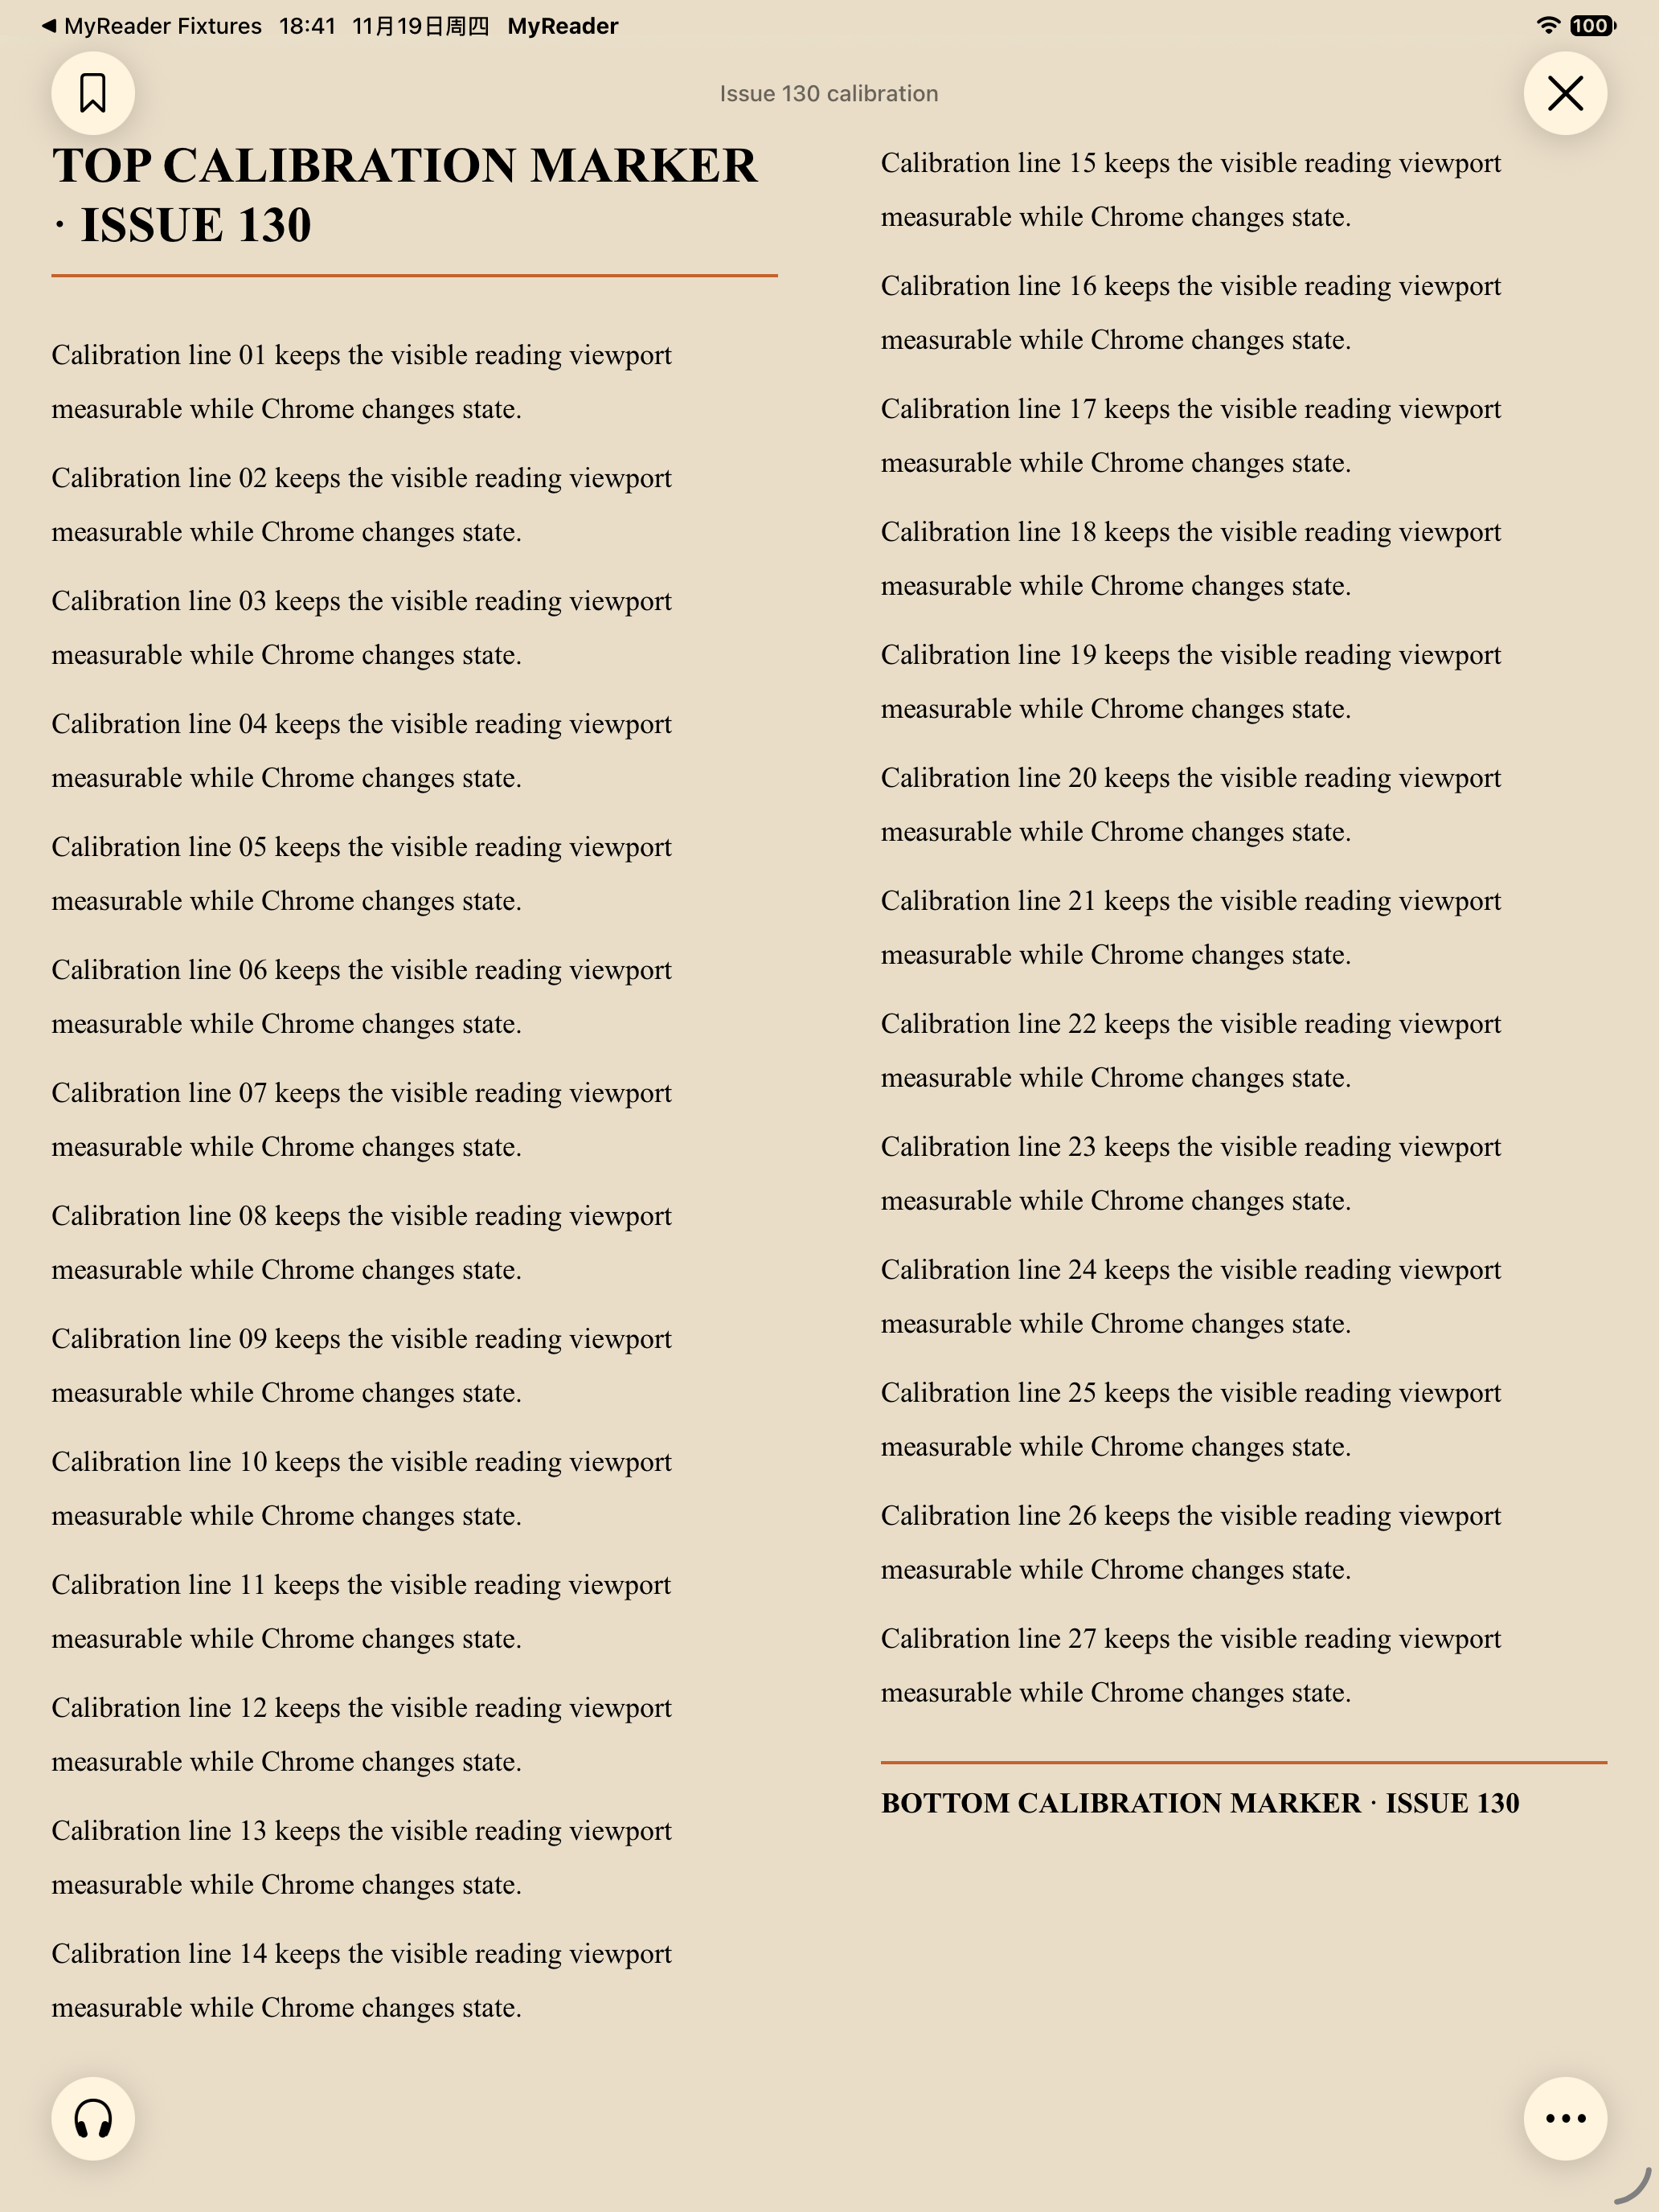 MyReader Fixtures 18:41 11月19日周四 MyReader 100
Issue 130 calibration
TOP CALIBRATION MARKER
· ISSUE 130
Calibration line 01 keeps the visible reading viewport
measurable while Chrome changes state.
Calibration line 02 keeps the visible reading viewport
measurable while Chrome changes state.
Calibration line 03 keeps the visible reading viewport
measurable while Chrome changes state.
Calibration line 04 keeps the visible reading viewport
measurable while Chrome changes state.
Calibration line 05 keeps the visible reading viewport
measurable while Chrome changes state.
Calibration line 06 keeps the visible reading viewport
measurable while Chrome changes state.
Calibration line 07 keeps the visible reading viewport
measurable while Chrome changes state.
Calibration line 08 keeps the visible reading viewport
measurable while Chrome changes state.
Calibration line 09 keeps the visible reading viewport
measurable while Chrome changes state.
Calibration line 10 keeps the visible reading viewport
measurable while Chrome changes state.
Calibration line 11 keeps the visible reading viewport
measurable while Chrome changes state.
Calibration line 12 keeps the visible reading viewport
measurable while Chrome changes state.
Calibration line 13 keeps the visible reading viewport
measurable while Chrome changes state.
Calibration line 14 keeps the visible reading viewport
measurable while Chrome changes state.
Calibration line 15 keeps the visible reading viewport
measurable while Chrome changes state.
Calibration line 16 keeps the visible reading viewport
measurable while Chrome changes state.
Calibration line 17 keeps the visible reading viewport
measurable while Chrome changes state.
Calibration line 18 keeps the visible reading viewport
measurable while Chrome changes state.
Calibration line 19 keeps the visible reading viewport
measurable while Chrome changes state.
Calibration line 20 keeps the visible reading viewport
measurable while Chrome changes state.
Calibration line 21 keeps the visible reading viewport
measurable while Chrome changes state.
Calibration line 22 keeps the visible reading viewport
measurable while Chrome changes state.
Calibration line 23 keeps the visible reading viewport
measurable while Chrome changes state.
Calibration line 24 keeps the visible reading viewport
measurable while Chrome changes state.
Calibration line 25 keeps the visible reading viewport
measurable while Chrome changes state.
Calibration line 26 keeps the visible reading viewport
measurable while Chrome changes state.
Calibration line 27 keeps the visible reading viewport
measurable while Chrome changes state.
BOTTOM CALIBRATION MARKER · ISSUE 130